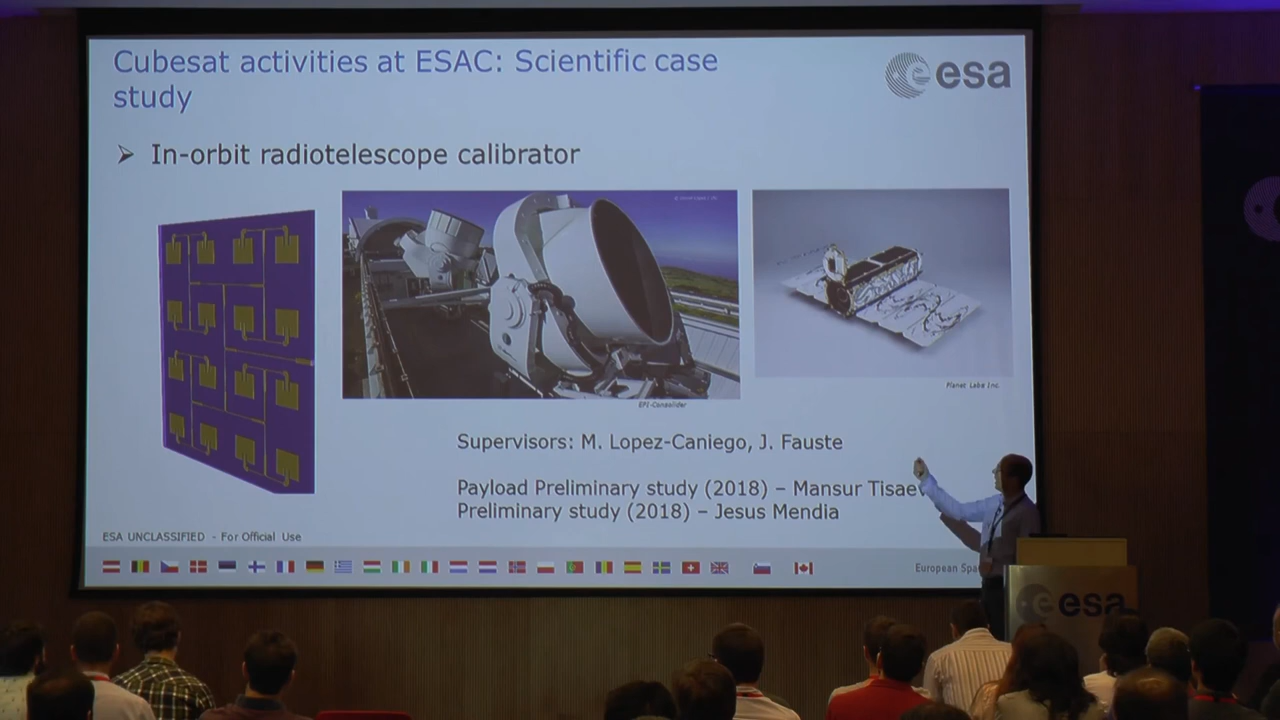 Cubesat activities at ESAC: Scientific case
study
esa
➢ In-orbit radiotelescope calibrator
Planet Labs Inc.
EPI-Consolider
Supervisors: M. Lopez-Caniego, J. Fauste
Payload Preliminary study (2018) – Mansur Tisaev
Preliminary study (2018) – Jesus Mendia
ESA UNCLASSIFIED - For Official Use
European Spa
esa